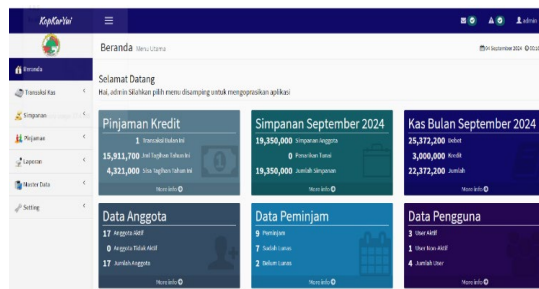 KopKarYini
0
0
admin
Beranda Menu Utama
04 September 2024
Beranda
Transaksi Kas
Simpanan
Pinjaman
Laporan
Master Data
Setting
Selamat Datang
Hai, admin Silahkan pilih menu disamping untuk mengoprasikan aplikasi
Pinjaman Kredit
1 Transaksi Bulan Ini
15,911,700 Jml Tagihan Tahun Ini
4,321,000 Sisa Tagihan Tahun Ini
More info
Simpanan September 2024
19,350,000 Simpanan Anggota
0 Penarikan Tunai
19,350,000 Jumlah Simpanan
More info
Kas Bulan September 2024
25,372,200 Debet
3,000,000 Kredit
22,372,200 Jumlah
More info
Data Anggota
17 Anggota Aktif
0 Anggota Tidak Aktif
17 Jumlah Anggota
More info
Data Peminjam
9 Peminjam
7 Sudah Lunas
2 Belum Lunas
More info
Data Pengguna
3 User Aktif
1 User Non-Aktif
4 Jumlah User
More info